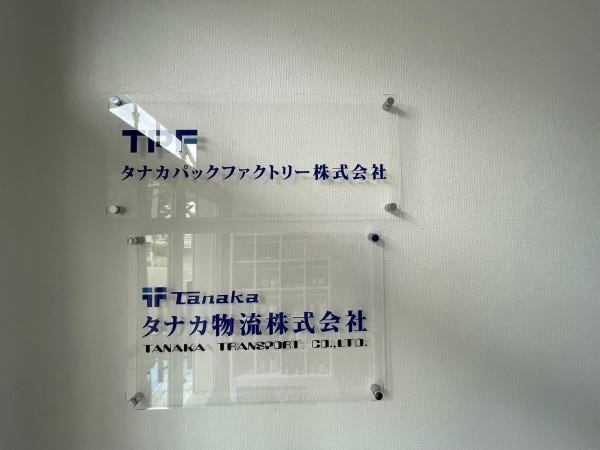 TPF
タナカパックファクトリー株式会社
Tanaka
タナカ物流株式会社
TANAKA TRANSPORT CO.,LTD.